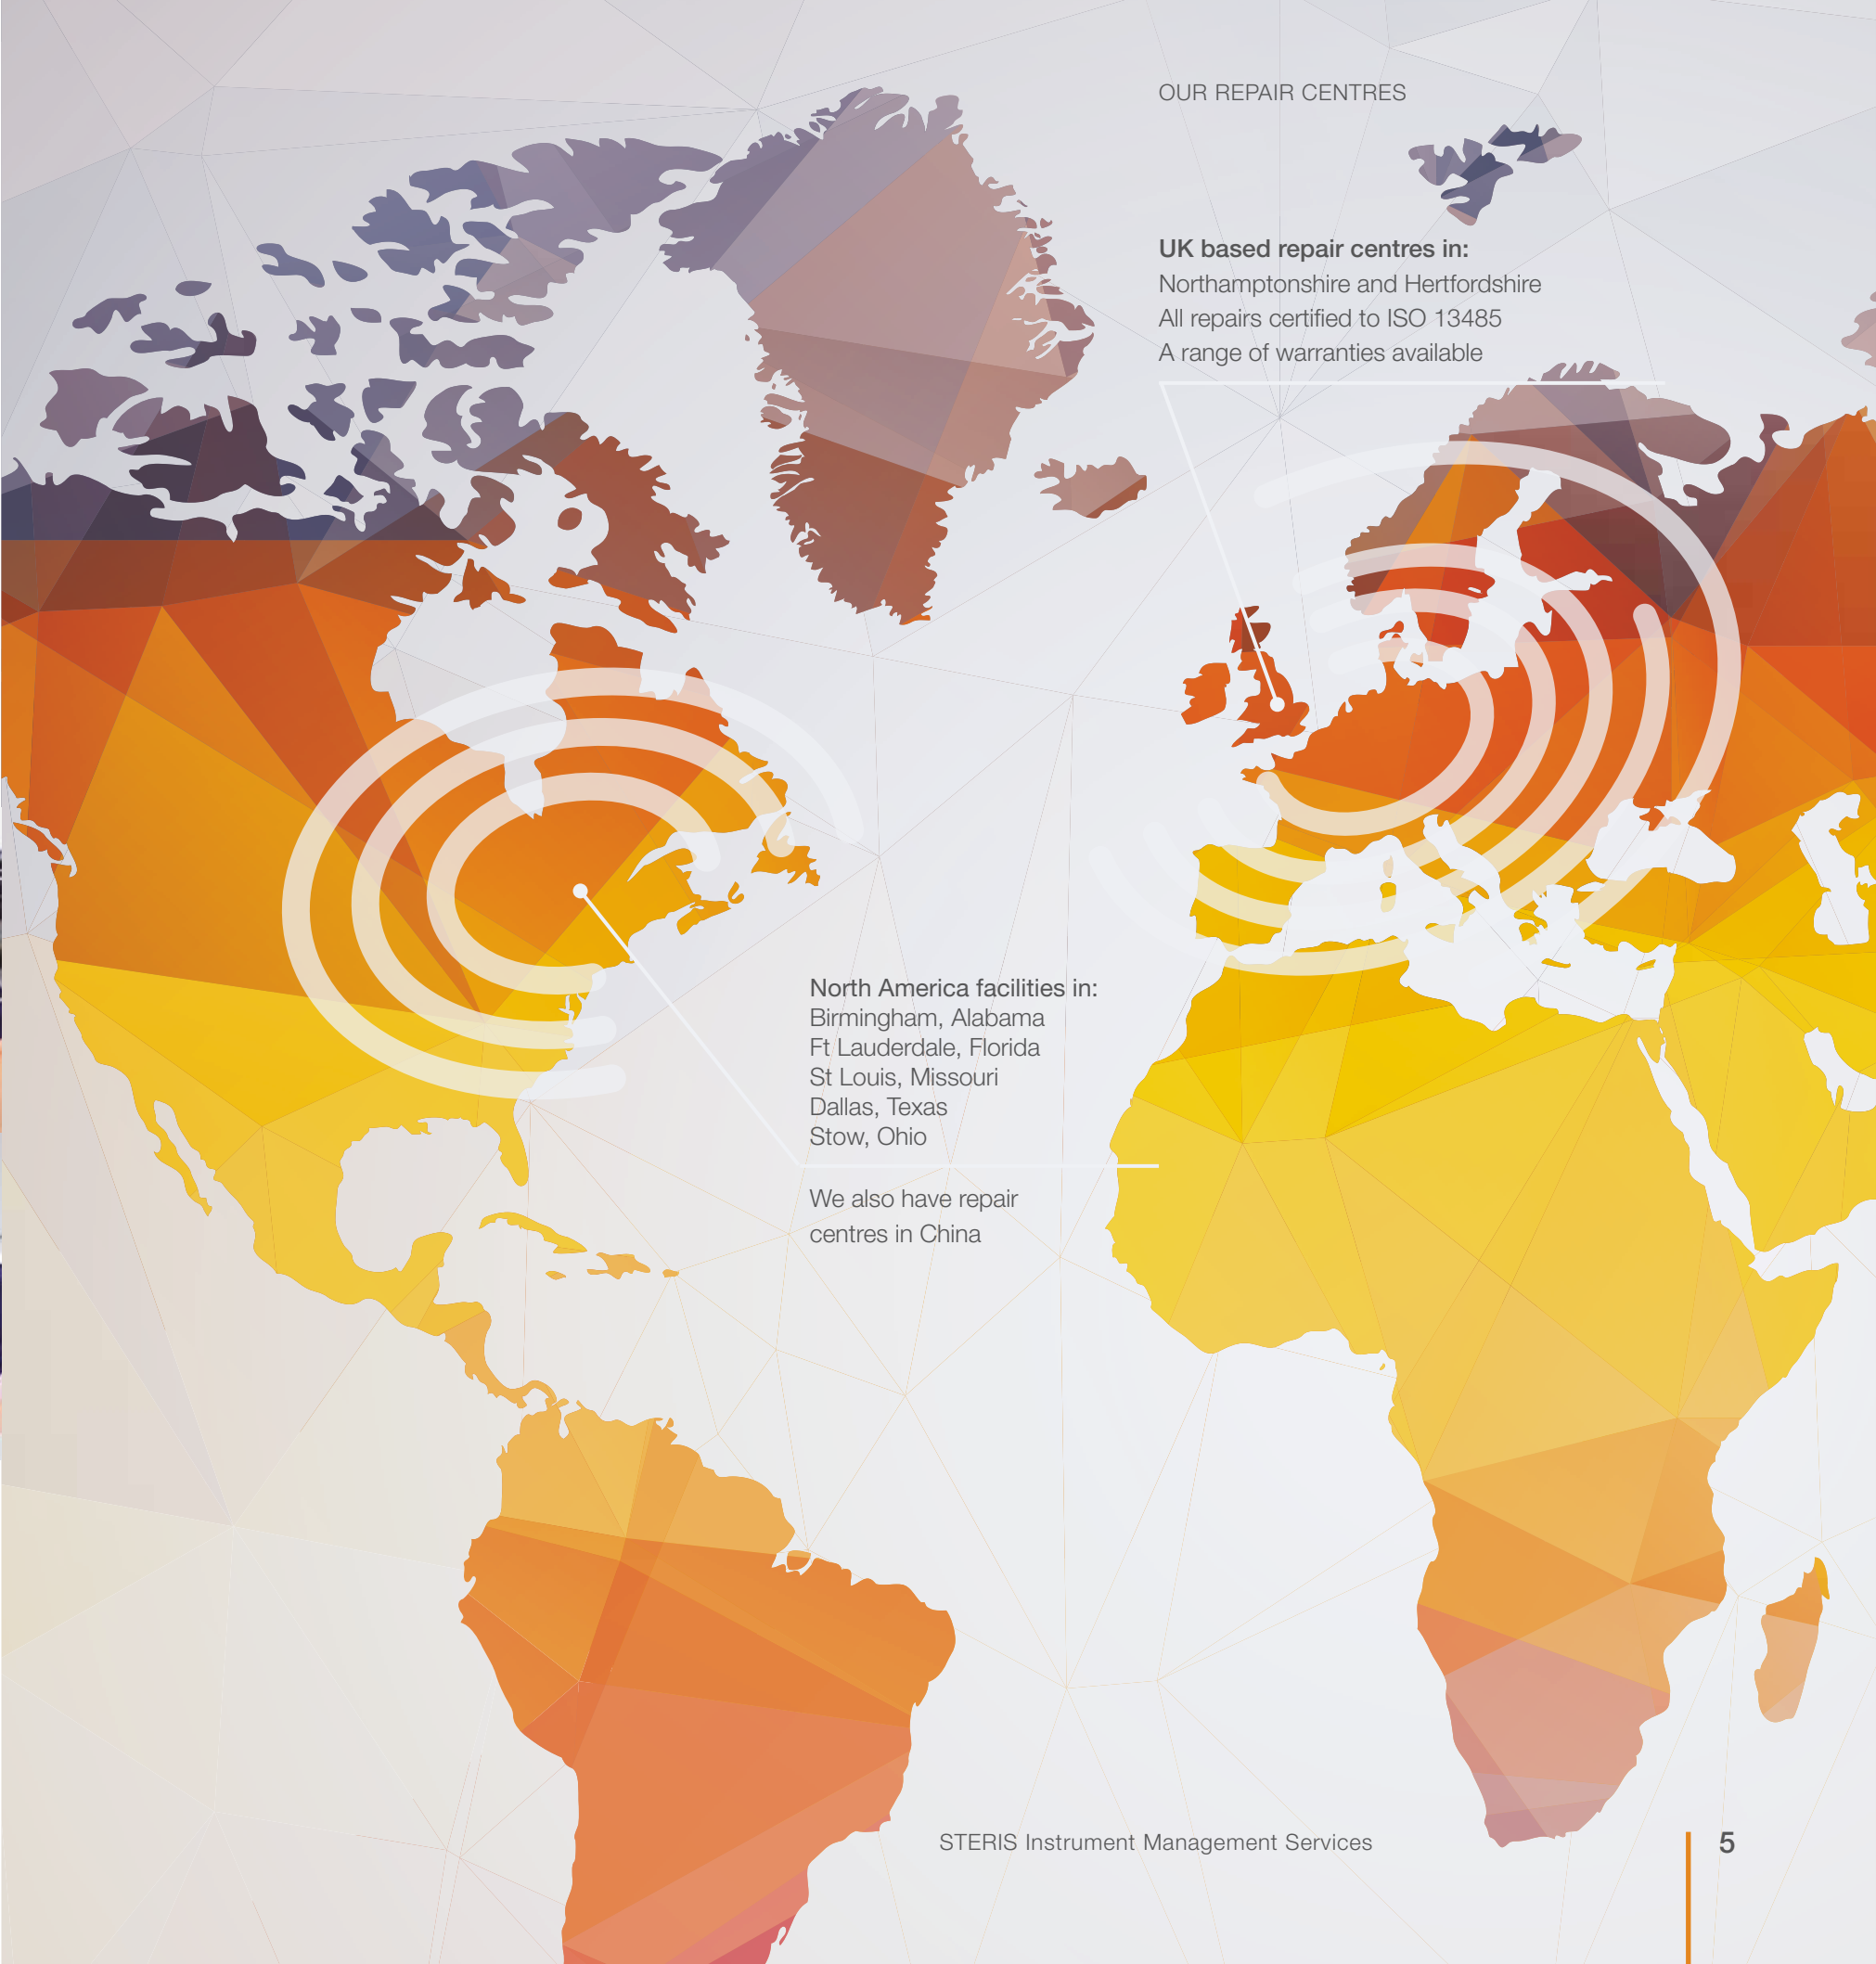 OUR REPAIR CENTRES
UK based repair centres in:
Northamptonshire and Hertfordshire
All repairs certified to ISO 13485
A range of warranties available
North America facilities in:
Birmingham, Alabama
Ft Lauderdale, Florida
St Louis, Missouri
Dallas, Texas
Stow, Ohio
We also have repair
centres in China
STERIS Instrument Management Services
5